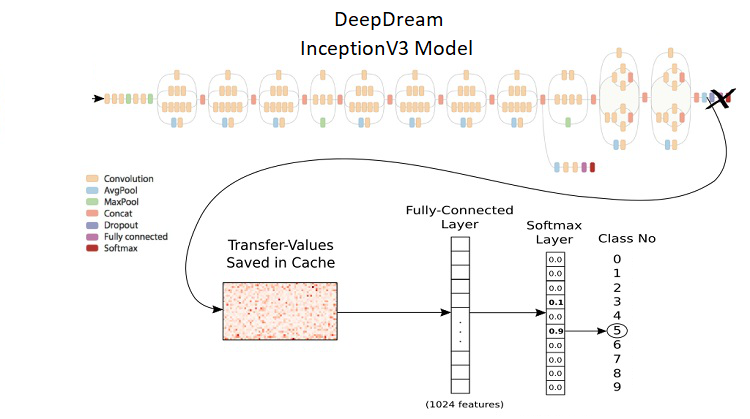 DeepDream
InceptionV3 Model
Convolution
AvgPool
MaxPool
Concat
Dropout
Fully connected
Softmax
Transfer-Values
Saved in Cache
Fully-Connected
Layer
(1024 features)
Softmax
Layer
Class No
0.0 0
0.0 1
0.0 2
0.1 3
0.0 4
0.9 5
0.0 6
0.0 7
0.0 8
0.0 9